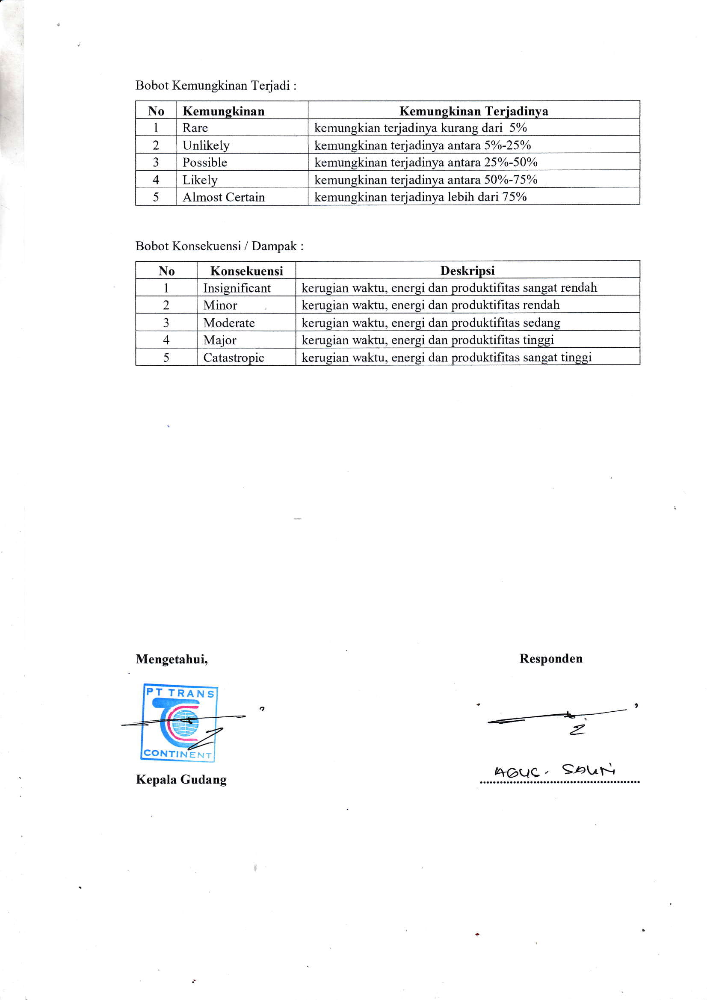 Bobot Kemungkinan Terjadi :
No Kemungkinan Kemungkinan Terjadinya
1 Rare kemungkian terjadinya kurang dari 5%
2 Unlikely kemungkinan terjadinya antara 5%-25%
3 Possible kemungkinan terjadinya antara 25%-50%
4 Likely kemungkinan terjadinya antara 50%-75%
5 Almost Certain kemungkinan terjadinya lebih dari 75%
Bobot Konsekuensi / Dampak :
No Konsekuensi Deskripsi
1 Insignificant kerugian waktu, energi dan produktifitas sangat rendah
2 Minor kerugian waktu, energi dan produktifitas rendah
3 Moderate kerugian waktu, energi dan produktifitas sedang
4 Major kerugian waktu, energi dan produktifitas tinggi
5 Catastropic kerugian waktu, energi dan produktifitas sangat tinggi
Mengetahui, Responden
PT TRANS
CONTINENT
AGUS
Kepala Gudang